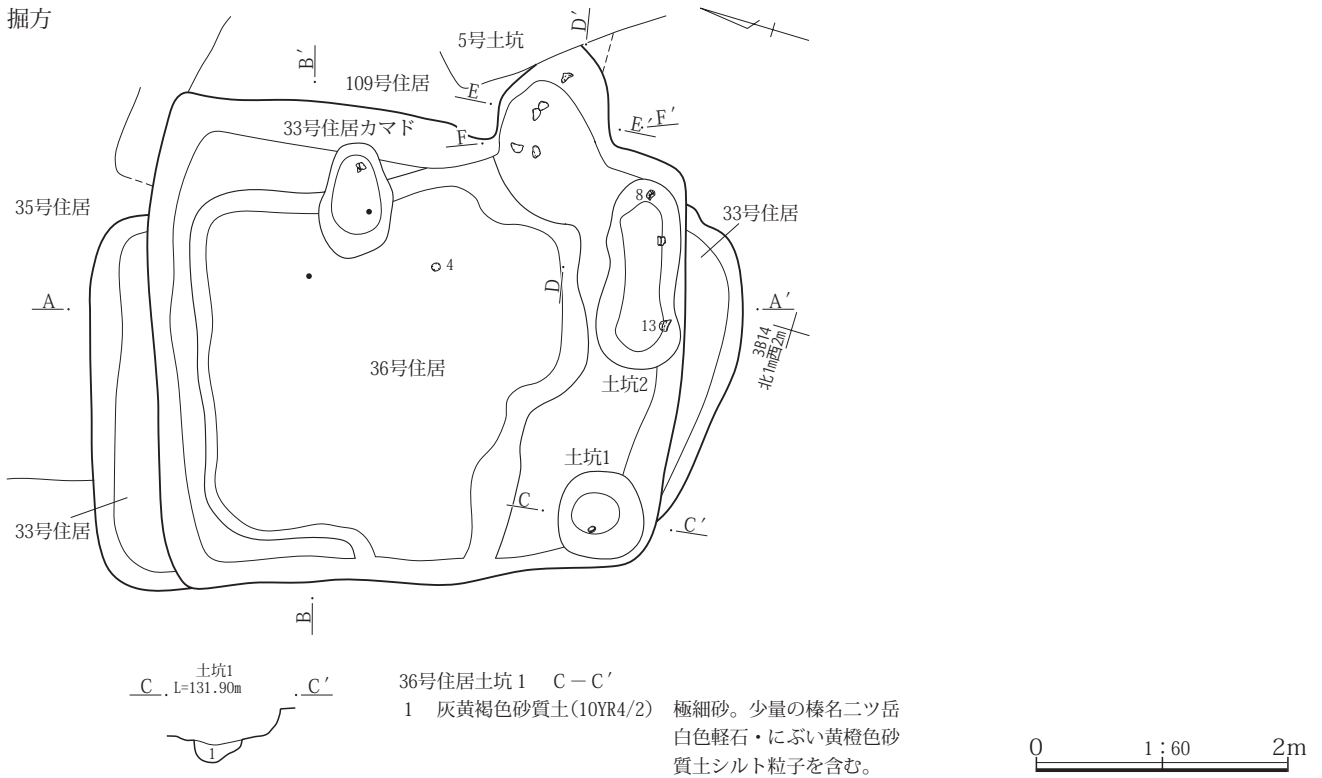 掘方
D′
5号土坑
B′
109号住居
E
E′
F′
33号住居カマド
F
8
35号住居
33号住居
4
D
A
A′
3B14
北1m西2m
13
36号住居
土坑2
土坑1
C
C′
33号住居
B
土坑1
C L=131.90m C′
1
36号住居土坑1 C－C′
1 灰黄褐色砂質土(10YR4/2) 極細砂。少量の榛名二ツ岳
白色軽石・にぶい黄橙色砂
質土シルト粒子を含む。
0 1：60 2m